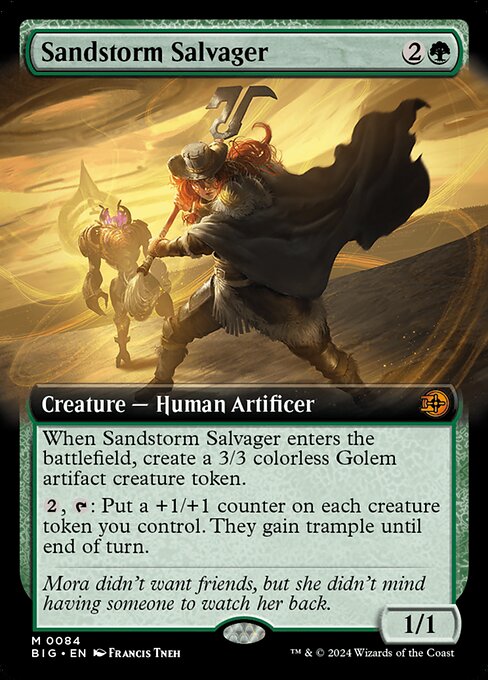 Sandstorm Salvager 2
Creature — Human Artificer
When Sandstorm Salvager enters the
battlefield, create a 3/3 colorless Golem
artifact creature token.
2, : Put a +1/+1 counter on each creature
token you control. They gain trample until
end of turn.
Mora didn't want friends, but she didn't mind
having someone to watch her back.
1/1
M 0084
BIG • EN Francis Tneh
™ & © 2024 Wizards of the Coast